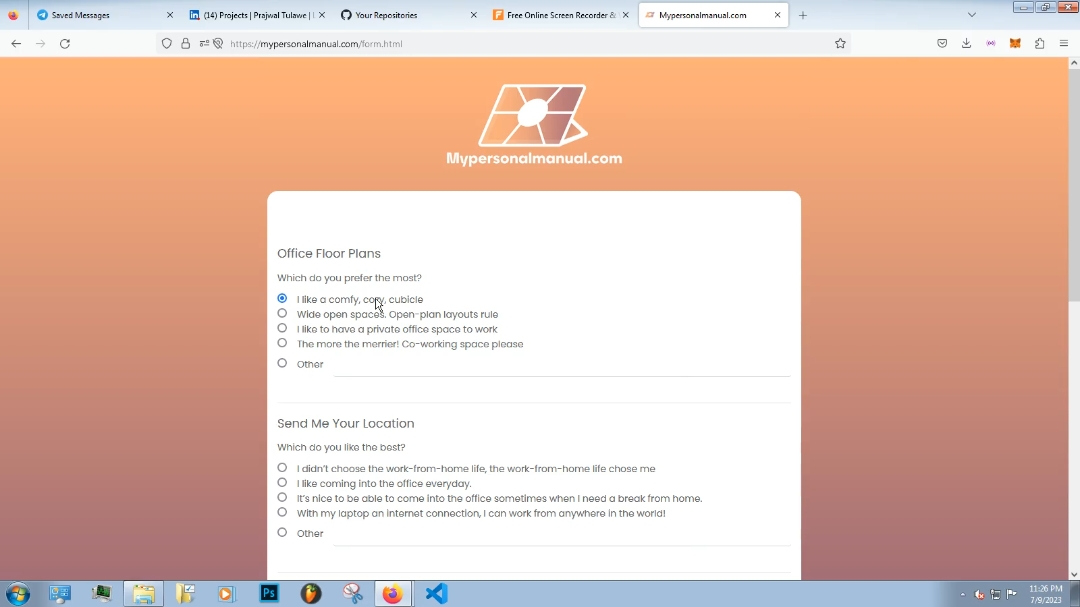 Saved Messages
(14) Projects | Prajwal Tulawe | L
Your Repositories
Free Online Screen Recorder &
Mypersonalmanual.com
https://mypersonalmanual.com/form.html
Mypersonalmanual.com
Office Floor Plans
Which do you prefer the most?
I like a comfy, cozy, cubicle
Wide open spaces. Open-plan layouts rule
I like to have a private office space to work
The more the merrier! Co-working space please
Other
Send Me Your Location
Which do you like the best?
I didn't choose the work-from-home life, the work-from-home life chose me
I like coming into the office everyday.
It's nice to be able to come into the office sometimes when I need a break from home.
With my laptop an internet connection, I can work from anywhere in the world!
Other
Ps
11:26 PM
7/9/2023